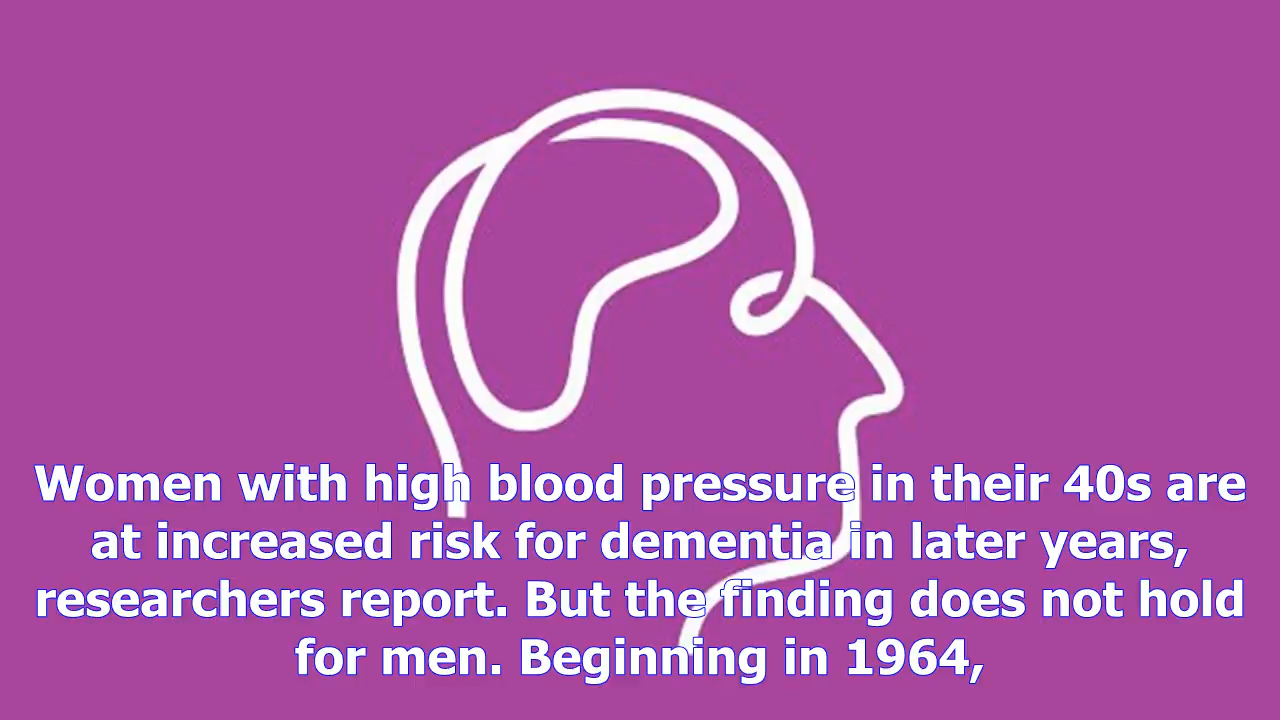 Women with high blood pressure in their 40s are
at increased risk for dementia in later years,
researchers report. But the finding does not hold
for men. Beginning in 1964,